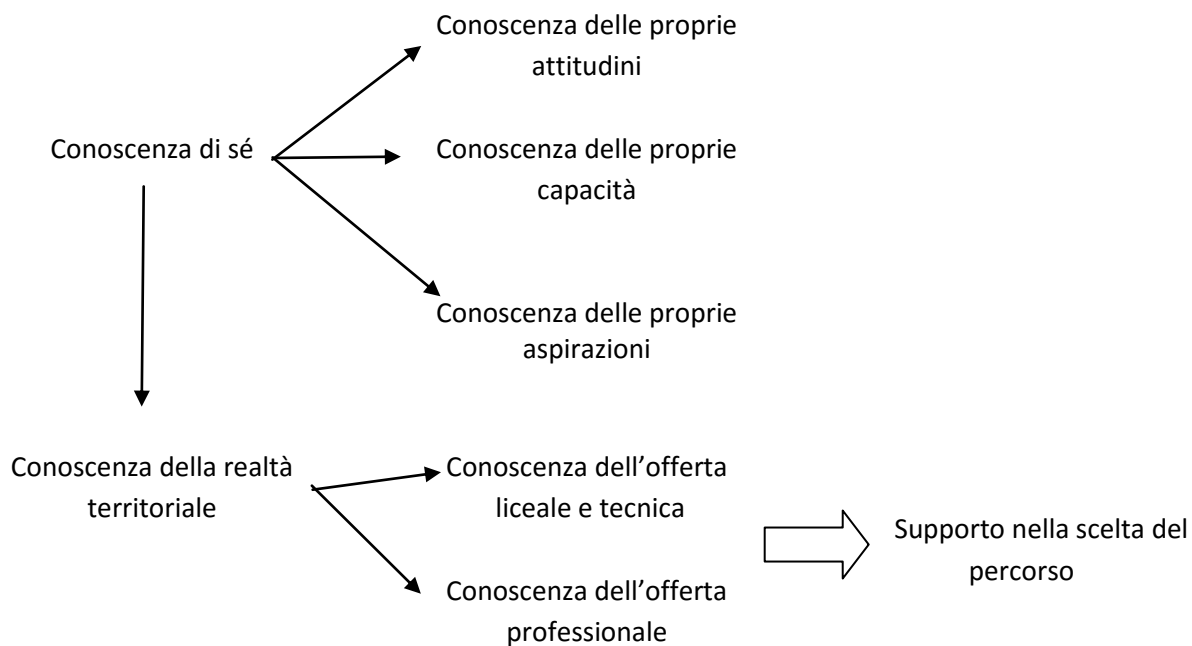 Conoscenza delle proprie
attitudini
Conoscenza di sé
Conoscenza delle proprie
capacità
Conoscenza delle proprie
aspirazioni
Conoscenza della realtà
territoriale
Conoscenza dell’offerta
liceale e tecnica
Conoscenza dell’offerta
professionale
Supporto nella scelta del
percorso